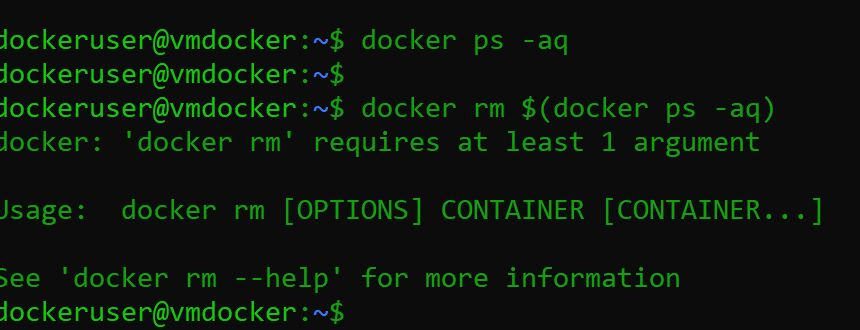 dockeruser@vmdocker:~$ docker ps -aq
dockeruser@vmdocker:~$
dockeruser@vmdocker:~$ docker rm $(docker ps -aq)
docker: 'docker rm' requires at least 1 argument
Usage:  docker rm [OPTIONS] CONTAINER [CONTAINER...]
See 'docker rm --help' for more information
dockeruser@vmdocker:~$